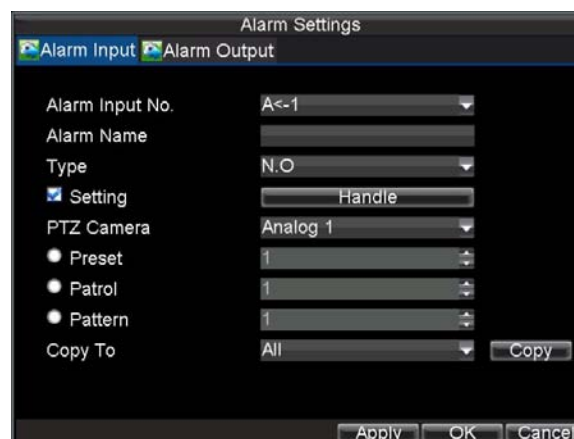 Alarm Settings
Alarm Input Alarm Output
Alarm Input No. A<-1
Alarm Name
Type N.O
Setting Handle
PTZ Camera Analog 1
Preset 1
Patrol 1
Pattern 1
Copy To All Copy
Apply OK Cancel